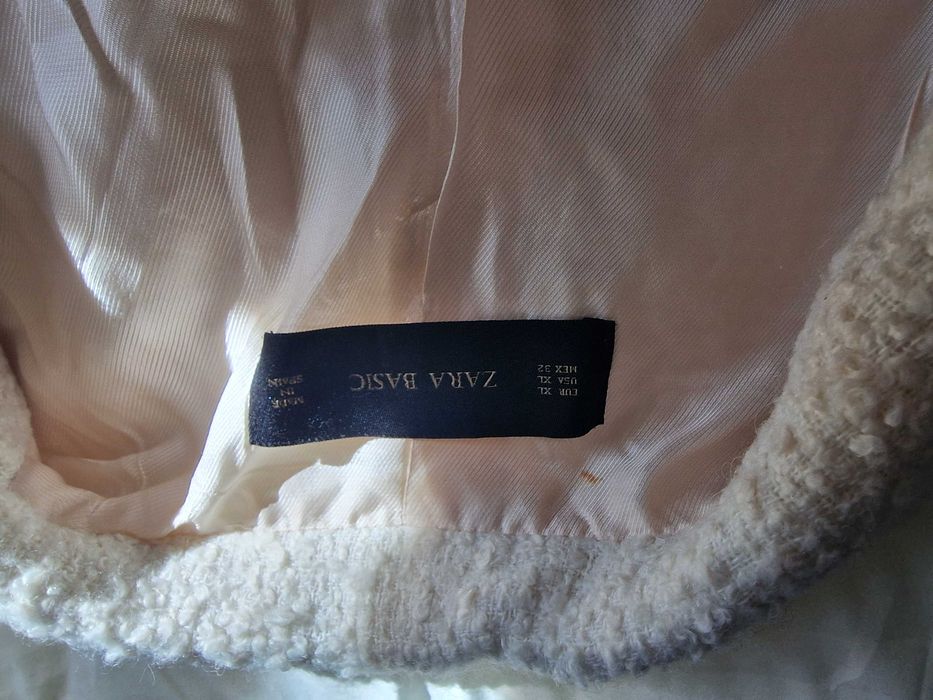 EUR XL
USA XL
MEX 32
ZARA BASIC
MADE
IN
SPAIN